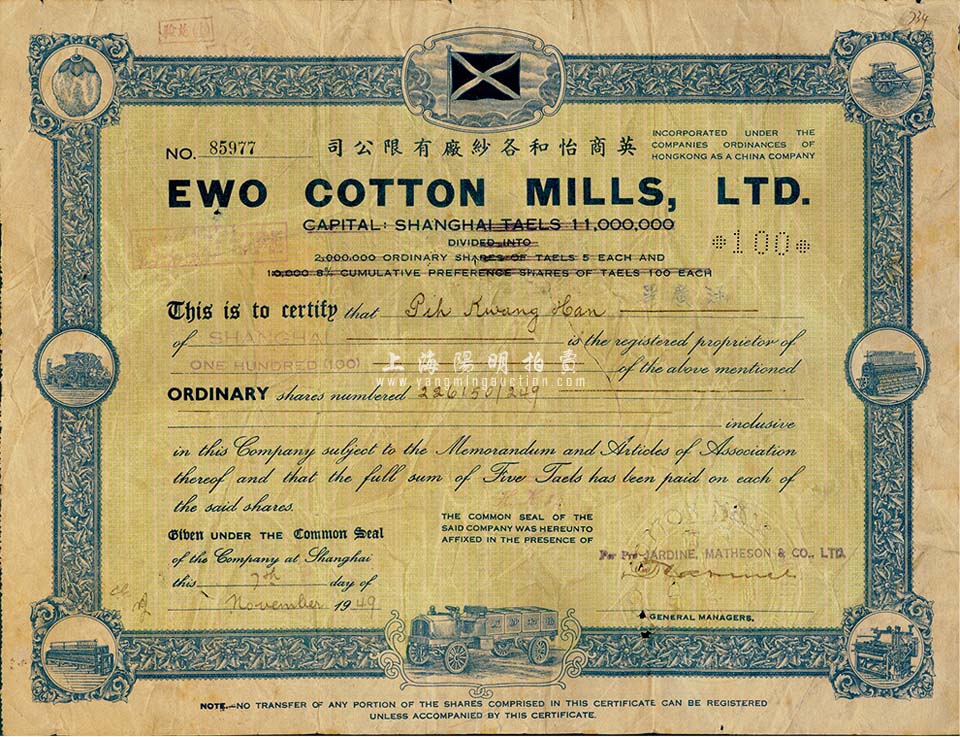 734
NO. 85977
司公限有廠紗各和怡商英
INCORPORATED UNDER THE
COMPANIES ORDINANCES OF
HONGKONG AS A CHINA COMPANY
EWO COTTON MILLS, LTD.
CAPITAL: SHANGHAI TAELS 11,000,000
DIVIDED INTO
*100*
2,000,000 ORDINARY SHARES OF TAELS 5 EACH AND
10,000 8% CUMULATIVE PREFERENCE SHARES OF TAELS 100 EACH
This is to certify that Pih Kwang Han
of SHANGHAI is the registered proprietor of
ONE HUNDRED (100) of the above mentioned
上海陽明拍賣
www.yangmingauction.com
ORDINARY shares numbered 226150/249
inclusive
in this Company subject to the Memorandum and Articles of Association
thereof and that the full sum of Five Taels has been paid on each of
the said shares.
THE COMMON SEAL OF THE
SAID COMPANY WAS HEREUNTO
AFFIXED IN THE PRESENCE OF
Given UNDER THE Common Seal
of the Company at Shanghai
this 7th day of
November 1949
For Pro JARDINE, MATHESON & CO., LTD.
GENERAL MANAGERS.
NOTE.—NO TRANSFER OF ANY PORTION OF THE SHARES COMPRISED IN THIS CERTIFICATE CAN BE REGISTERED
UNLESS ACCOMPANIED BY THIS CERTIFICATE.